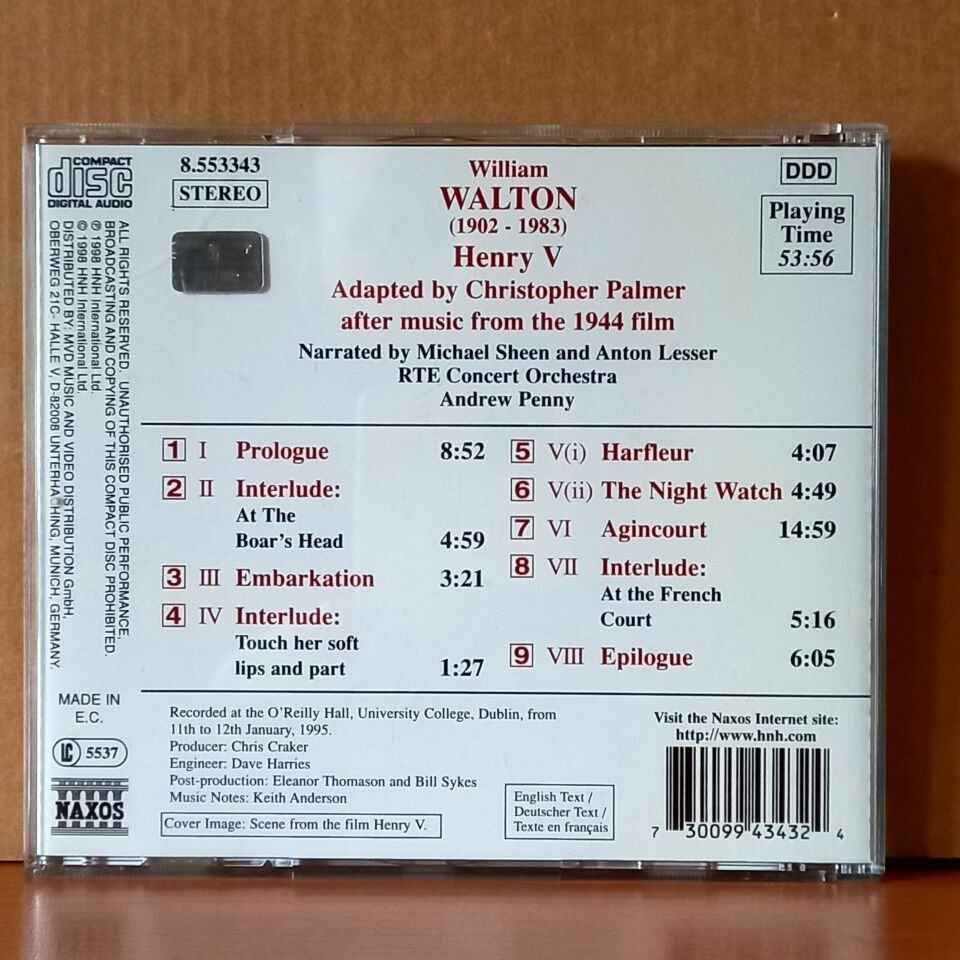 COMPACT
disc
DIGITAL AUDIO
8.553343
STEREO
William
WALTON
(1902 - 1983)
Henry V
Adapted by Christopher Palmer
after music from the 1944 film
Narrated by Michael Sheen and Anton Lesser
RTE Concert Orchestra
Andrew Penny
DDD
Playing
Time
53:56
ALL RIGHTS RESERVED. UNAUTHORISED PUBLIC PERFORMANCE,
BROADCASTING AND COPYING OF THIS COMPACT DISC PROHIBITED.
℗ 1998 HNH International Ltd.
© 1998 HNH International Ltd.
DISTRIBUTED BY: MVD MUSIC AND VIDEO DISTRIBUTION GmbH,
OBERWEG 21C- HALLE V, D-82008 UNTERHACHING, MUNICH, GERMANY.
1 I Prologue 8:52
2 II Interlude:
At The
Boar's Head 4:59
3 III Embarkation 3:21
4 IV Interlude:
Touch her soft
lips and part 1:27
5 V(i) Harfleur 4:07
6 V(ii) The Night Watch 4:49
7 VI Agincourt 14:59
8 VII Interlude:
At the French
Court 5:16
9 VIII Epilogue 6:05
MADE IN
E.C.
LC 5537
NAXOS
Recorded at the O'Reilly Hall, University College, Dublin, from
11th to 12th January, 1995.
Producer: Chris Craker
Engineer: Dave Harries
Post-production: Eleanor Thomason and Bill Sykes
Music Notes: Keith Anderson
Cover Image: Scene from the film Henry V.
English Text /
Deutscher Text /
Texte en français
Visit the Naxos Internet site:
http://www.hnh.com
7 30099 43432 4